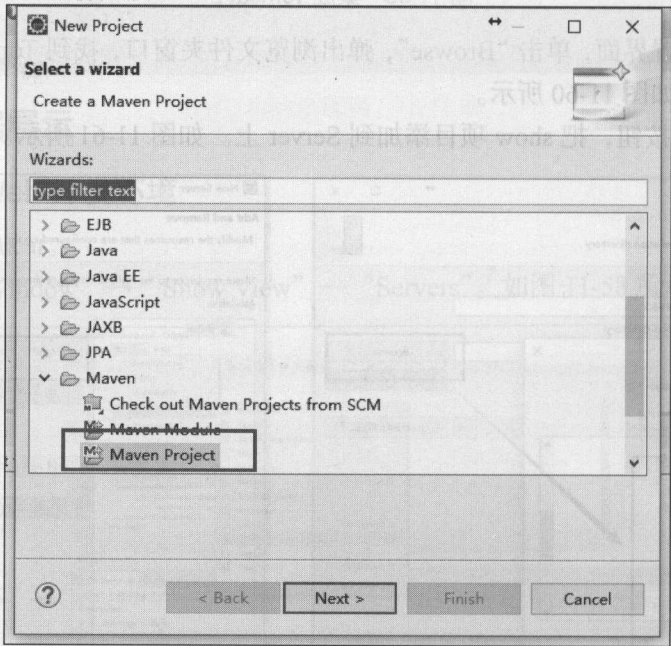 New Project
Select a wizard
Create a Maven Project
Wizards:
type filter text
EJB
Java
Java EE
JavaScript
JAXB
JPA
Maven
Check out Maven Projects from SCM
Maven Module
Maven Project
< Back
Next >
Finish
Cancel